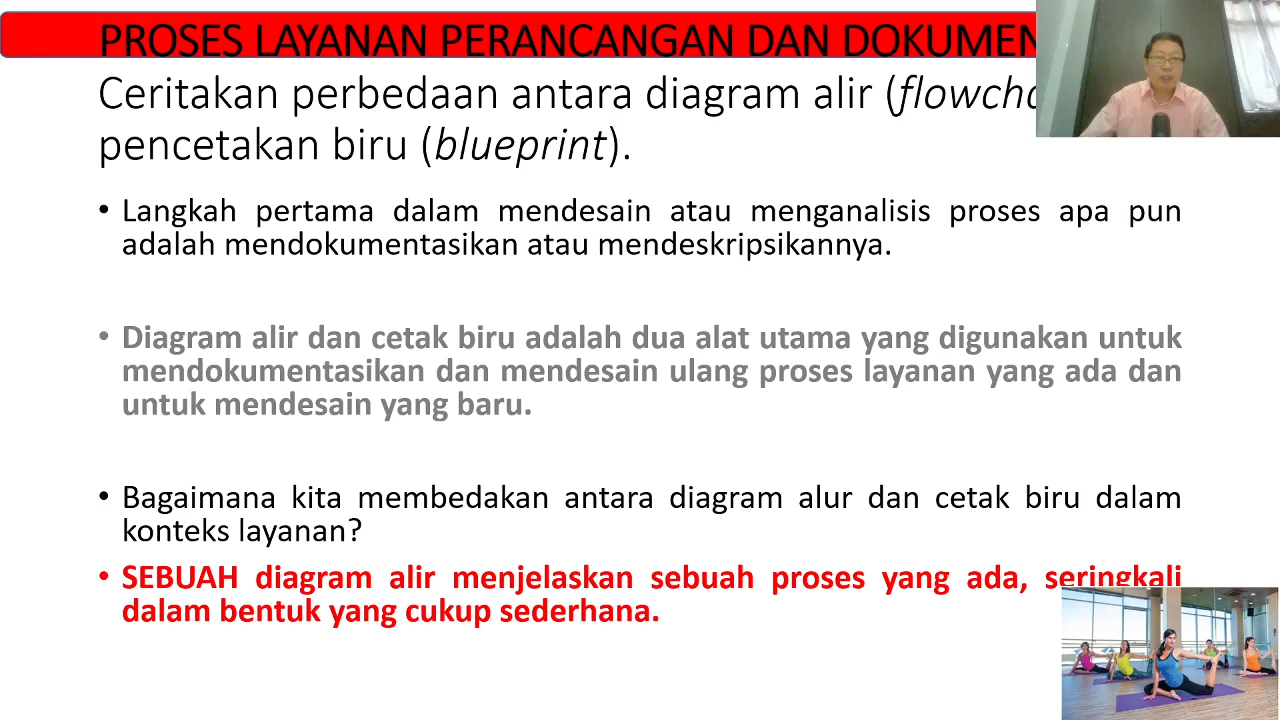 PROSES LAYANAN PERANCANGAN DAN
Ceritakan perbedaan antara diagram alir (
pencetakan biru (blueprint).
• Langkah pertama dalam mendesain atau menganalisis proses apa pun
adalah mendokumentasikan atau mendeskripsikannya.
• Diagram alir dan cetak biru adalah dua alat utama yang digunakan untuk
mendokumentasikan dan mendesain ulang proses layanan yang ada dan
untuk mendesain yang baru.
• Bagaimana kita membedakan antara diagram alur dan cetak biru dalam
konteks layanan?
• SEBUAH diagram alir menjelaskan sebuah proses yang ada, seringkali
dalam bentuk yang cukup sederhana.